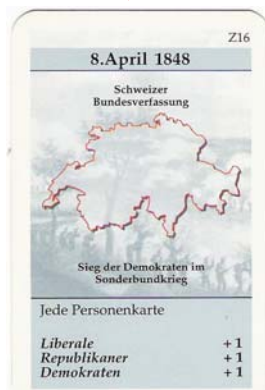 Z16
8.April 1848
Schweizer
Bundesverfassung
Sieg der Demokraten im
Sonderbundkrieg
Jede Personenkarte
Liberale +1
Republikaner +1
Demokraten +1